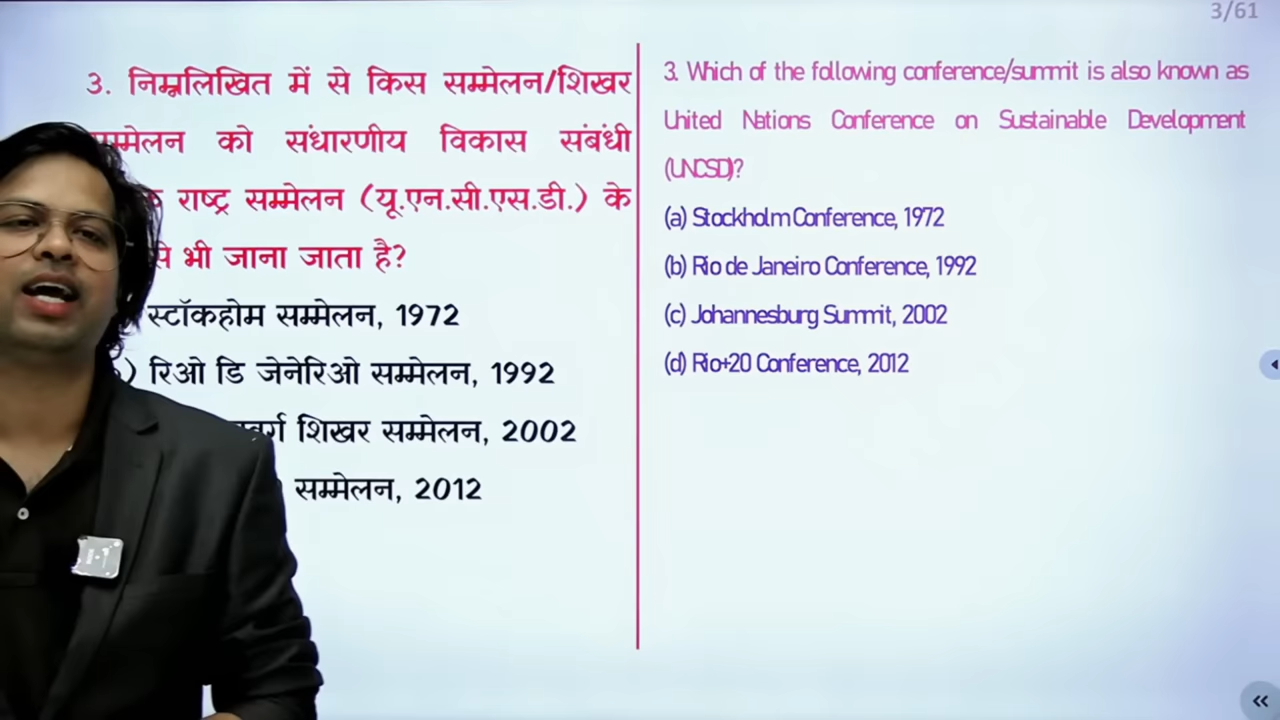 3/61
3. निम्नलिखित में से किस सम्मेलन/शिखर
सम्मेलन को संधारणीय विकास संबंधी
राष्ट्र सम्मेलन (यू.एन.सी.एस.डी.) के
से भी जाना जाता है?
स्टॉकहोम सम्मेलन, 1972
) रिओ डि जेनेरिओ सम्मेलन, 1992
शिखर सम्मेलन, 2002
सम्मेलन, 2012
3. Which of the following conference/summit is also known as
United Nations Conference on Sustainable Development
(UNCSD)?
(a) Stockholm Conference, 1972
(b) Rio de Janeiro Conference, 1992
(c) Johannesburg Summit, 2002
(d) Rio+20 Conference, 2012